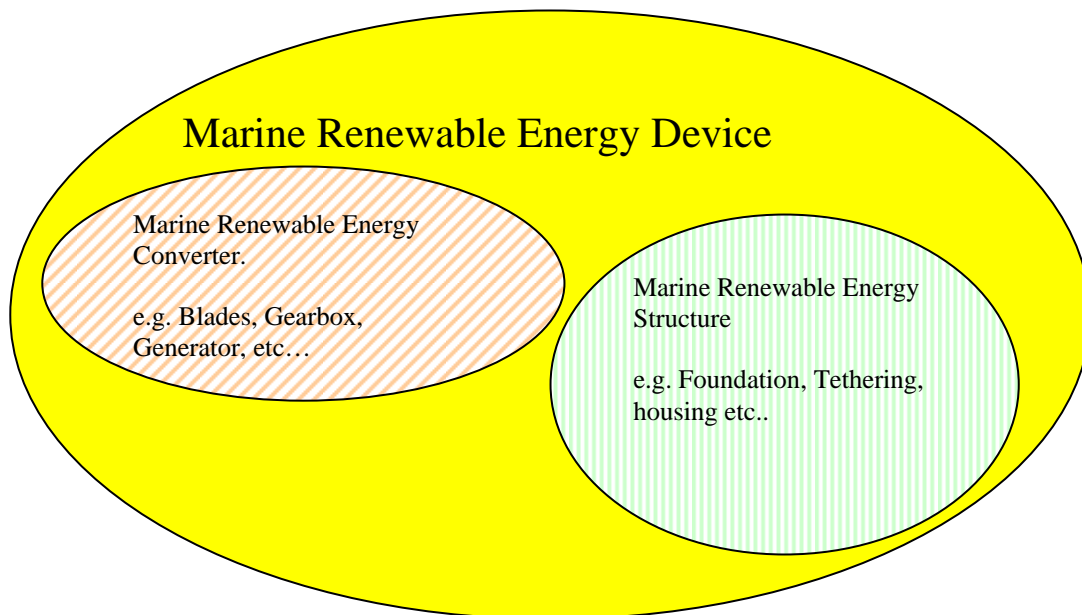 Marine Renewable Energy Device
Marine Renewable Energy
Converter.
e.g. Blades, Gearbox,
Generator, etc…
Marine Renewable Energy
Structure
e.g. Foundation, Tethering,
housing etc..